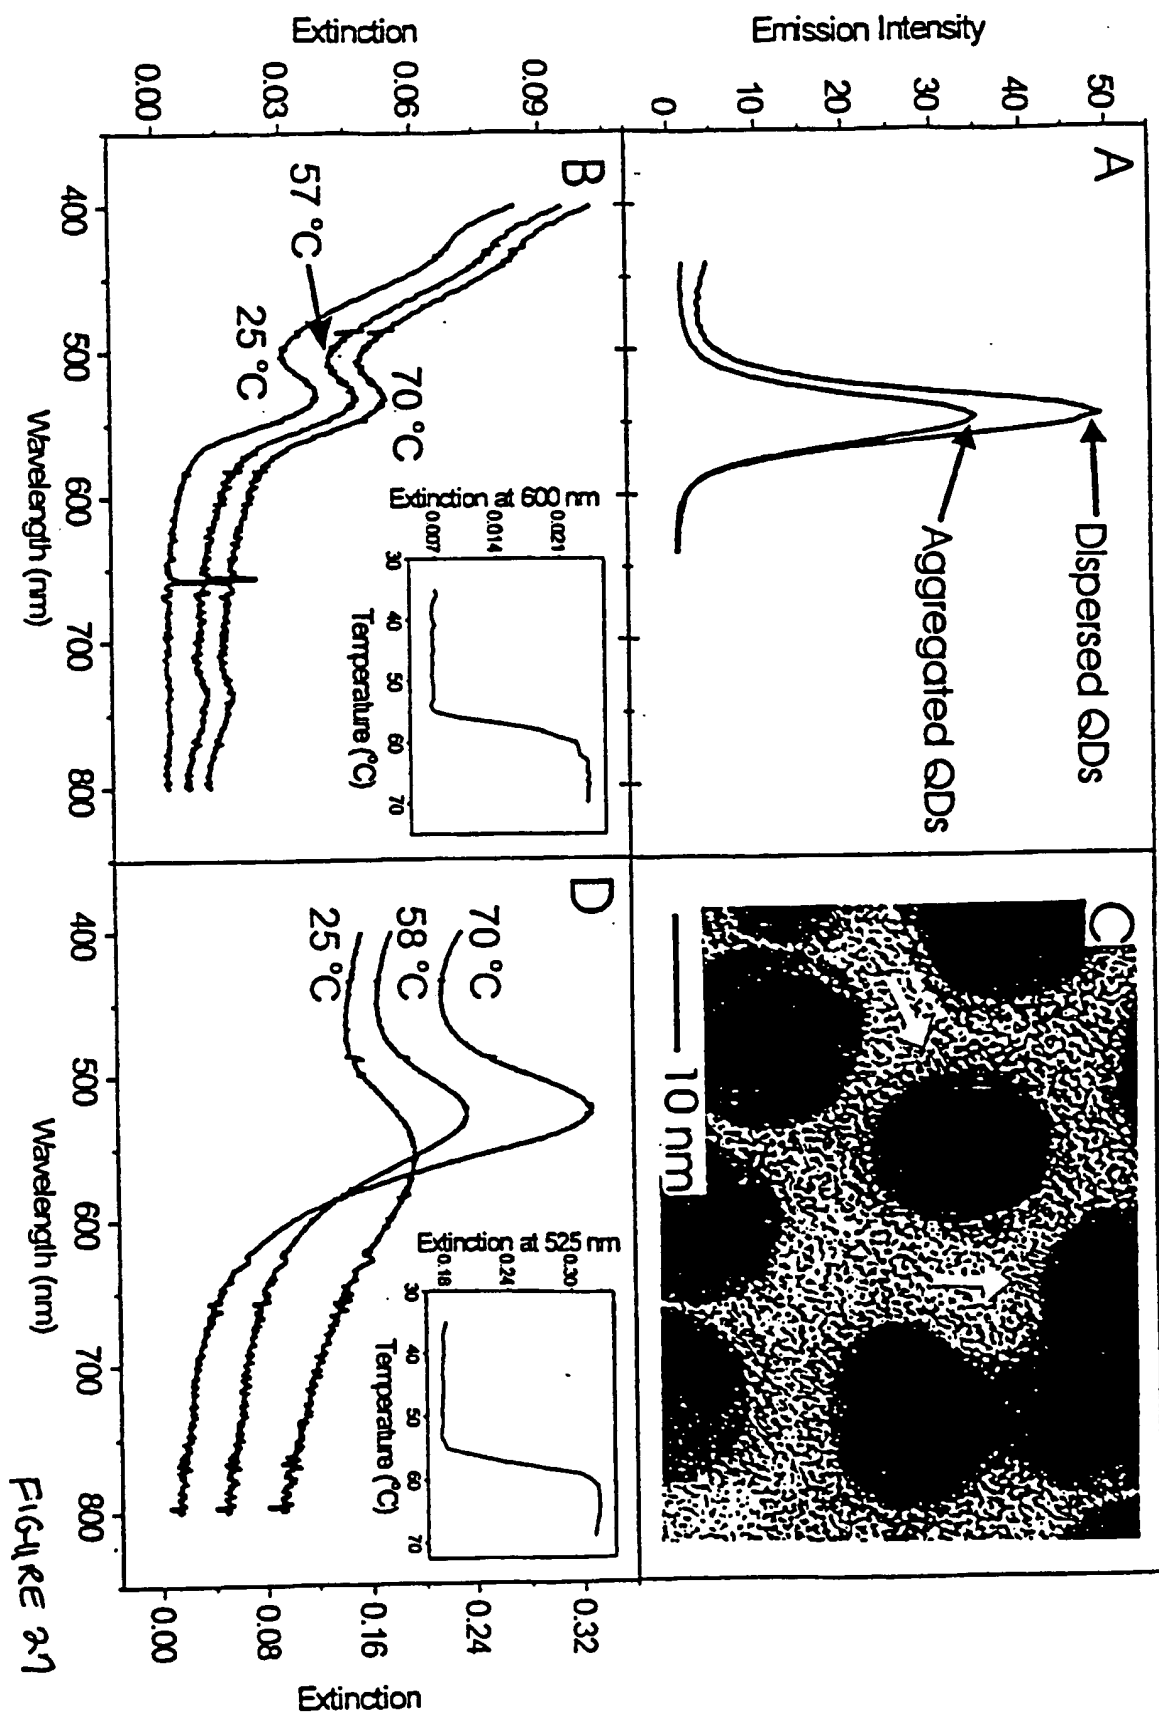 A
Emission Intensity
50
40
30
20
10
0
Dispersed QDs
Aggregated QDs
C
10 nm
B
Extinction
0.09
0.06
0.03
0.00
57 °C
25 °C
70 °C
400
500
600
700
800
Wavelength (nm)
Extinction at 600 nm
0.021
0.014
0.007
30
40
50
60
70
Temperature (°C)
D
70 °C
58 °C
25 °C
400
500
600
700
800
Wavelength (nm)
Extinction at 525 nm
0.30
0.24
0.18
30
40
50
60
70
Temperature (°C)
0.32
0.24
0.16
0.08
0.00
Extinction
FIGURE 27